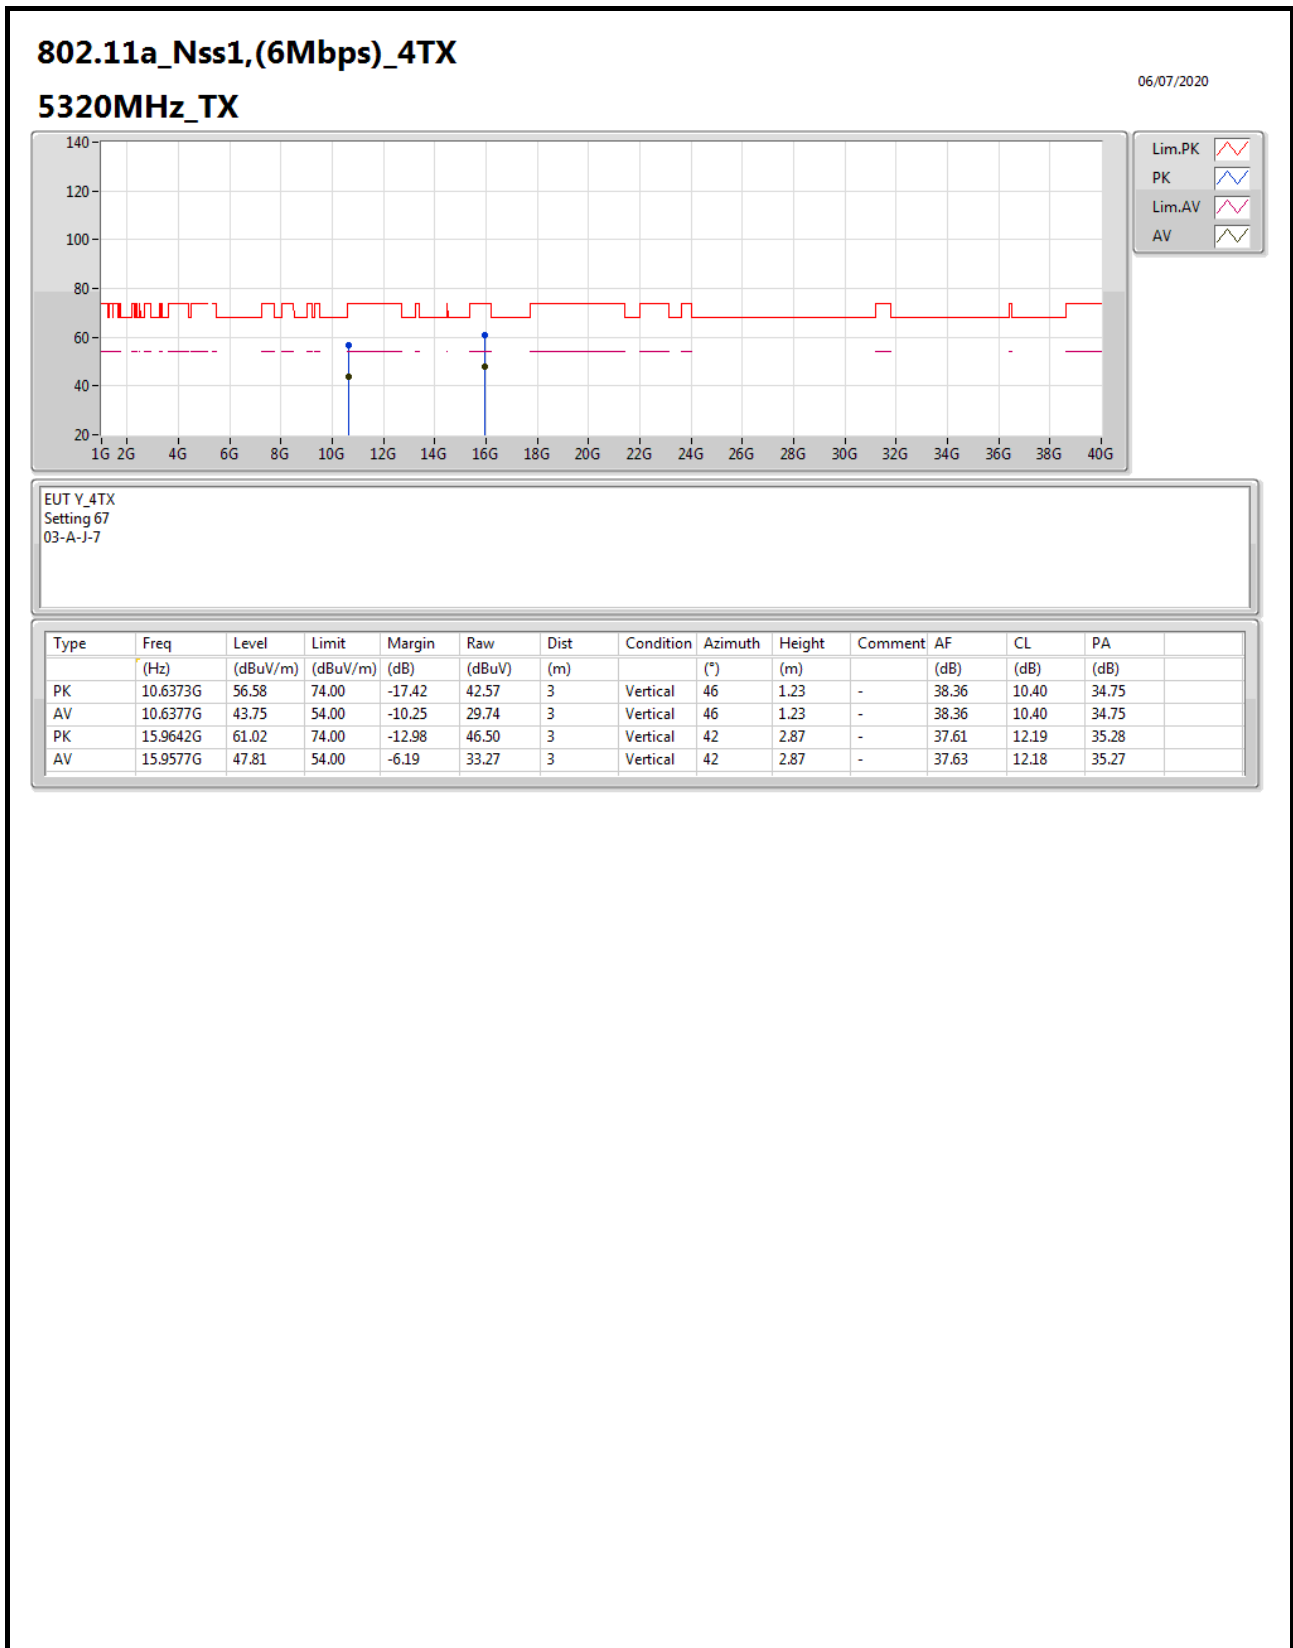 802.11a_Nss1,(6Mbps)_4TX
06/07/2020
5320MHz_TX
140
120
100
80
60
40
20
1G 2G 4G 6G 8G 10G 12G 14G 16G 18G 20G 22G 24G 26G 28G 30G 32G 34G 36G 38G 40G
Lim.PK
PK
Lim.AV
AV
EUT Y_4TX
Setting 67
03-A-J-7
Type Freq Level Limit Margin Raw Dist Condition Azimuth Height Comment AF CL PA
(Hz) (dBuV/m) (dBuV/m) (dB) (dBuV) (m) (°) (m) (dB) (dB) (dB)
PK 10.6373G 56.58 74.00 -17.42 42.57 3 Vertical 46 1.23 - 38.36 10.40 34.75
AV 10.6377G 43.75 54.00 -10.25 29.74 3 Vertical 46 1.23 - 38.36 10.40 34.75
PK 15.9642G 61.02 74.00 -12.98 46.50 3 Vertical 42 2.87 - 37.61 12.19 35.28
AV 15.9577G 47.81 54.00 -6.19 33.27 3 Vertical 42 2.87 - 37.63 12.18 35.27